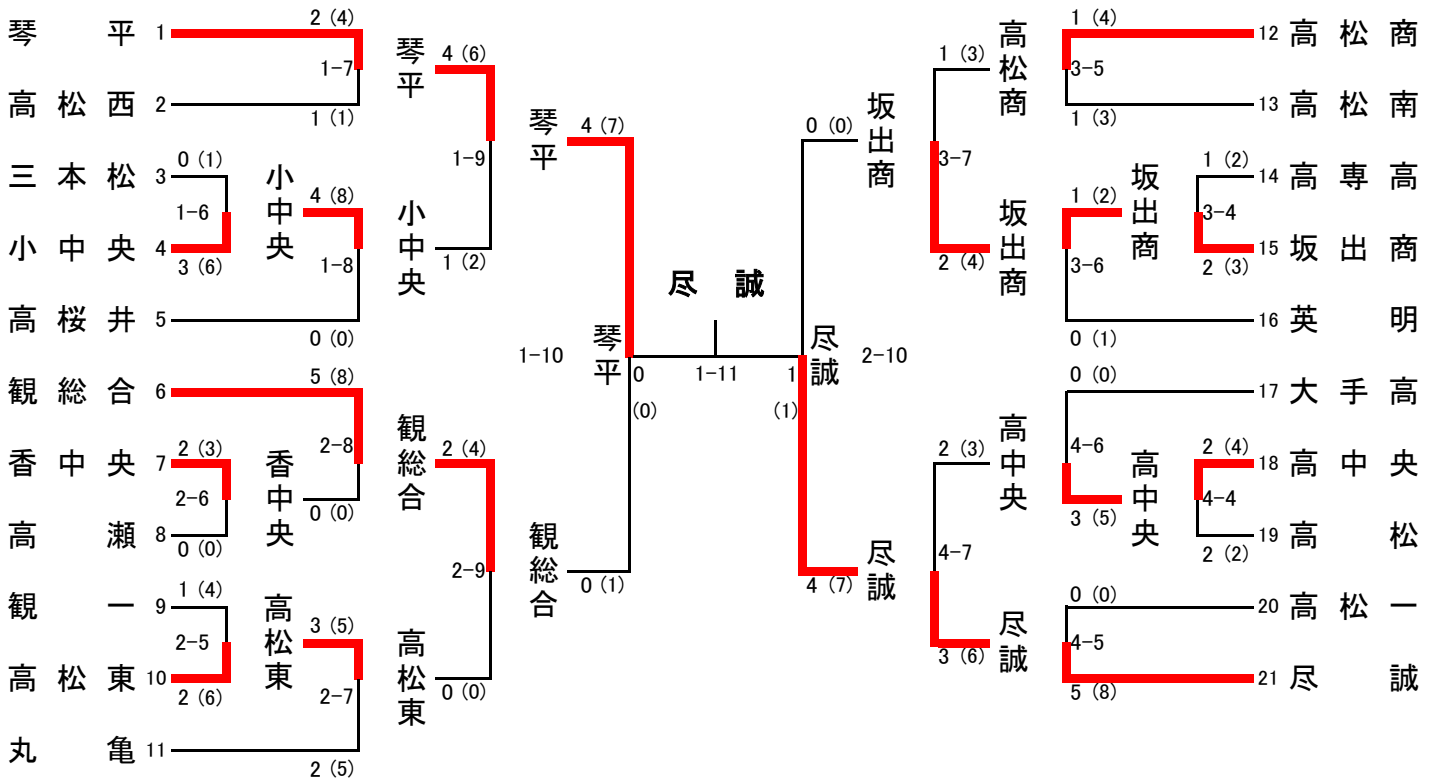 琴平 1
2 (4)
1-7
高松西 2
1 (1)
三本松 3
0 (1)
1-6
小中央 4
3 (6)
小中央
4 (8)
1-8
高桜井 5
0 (0)
観総合 6
5 (8)
2-8
香中央 7
2 (3)
2-6
高瀬 8
0 (0)
香中央
0 (0)
観一 9
1 (4)
2-5
高松東 10
2 (6)
高松東
3 (5)
2-7
丸亀 11
2 (5)
琴平
4 (6)
1-9
小中央
1 (2)
観総合
2 (4)
2-9
高松東
0 (0)
琴平
4 (7)
1-10
観総合
0 (1)
琴平
0
(0)
尽誠
1-11
尽誠
1
(1)
2-10
坂出商
0 (0)
尽誠
4 (7)
高松商
1 (3)
3-7
坂出商
2 (4)
高中央
2 (3)
4-7
尽誠
3 (6)
1 (4)
12 高松商
3-5
13 高松南
1 (3)
坂出商
1 (2)
3-6
1 (2)
14 高専高
3-4
15 坂出商
2 (3)
16 英明
0 (1)
0 (0)
17 大手高
4-6
高中央
3 (5)
2 (4)
18 高中央
4-4
19 高松
2 (2)
0 (0)
20 高松一
4-5
21 尽誠
5 (8)